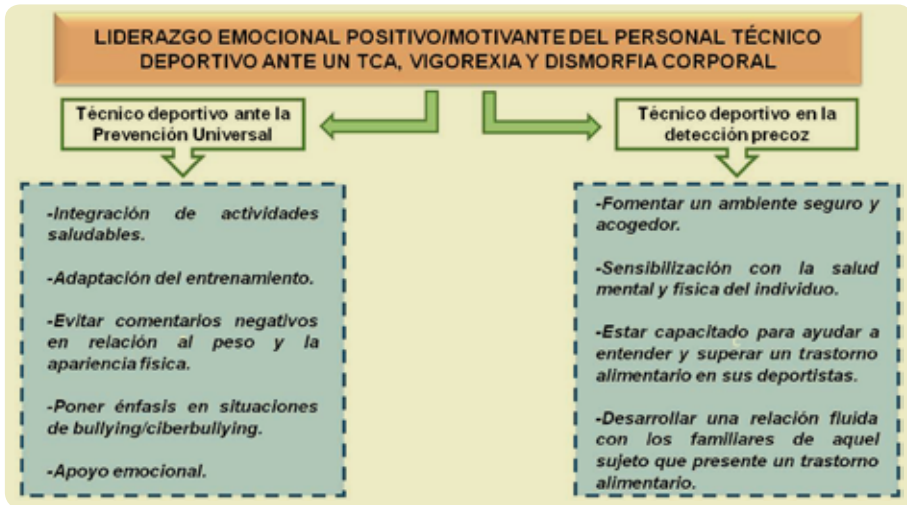 LIDERAZGO EMOCIONAL POSITIVO/MOTIVANTE DEL PERSONAL TÉCNICO
DEPORTIVO ANTE UN TCA, VIGOREXIA Y DISMORFIA CORPORAL
Técnico deportivo ante la
Prevención Universal
-Integración de actividades
saludables.
-Adaptación del entrenamiento.
-Evitar comentarios negativos
en relación al peso y la
apariencia física.
-Poner énfasis en situaciones
de bullying/ciberbullying.
-Apoyo emocional.
Técnico deportivo en la
detección precoz
-Fomentar un ambiente seguro y
acogedor.
-Sensibilización con la salud
mental y física del individuo.
-Estar capacitado para ayudar a
entender y superar un trastorno
alimentario en sus deportistas.
-Desarrollar una relación fluida
con los familiares de aquel
sujeto que presente un trastorno
alimentario.